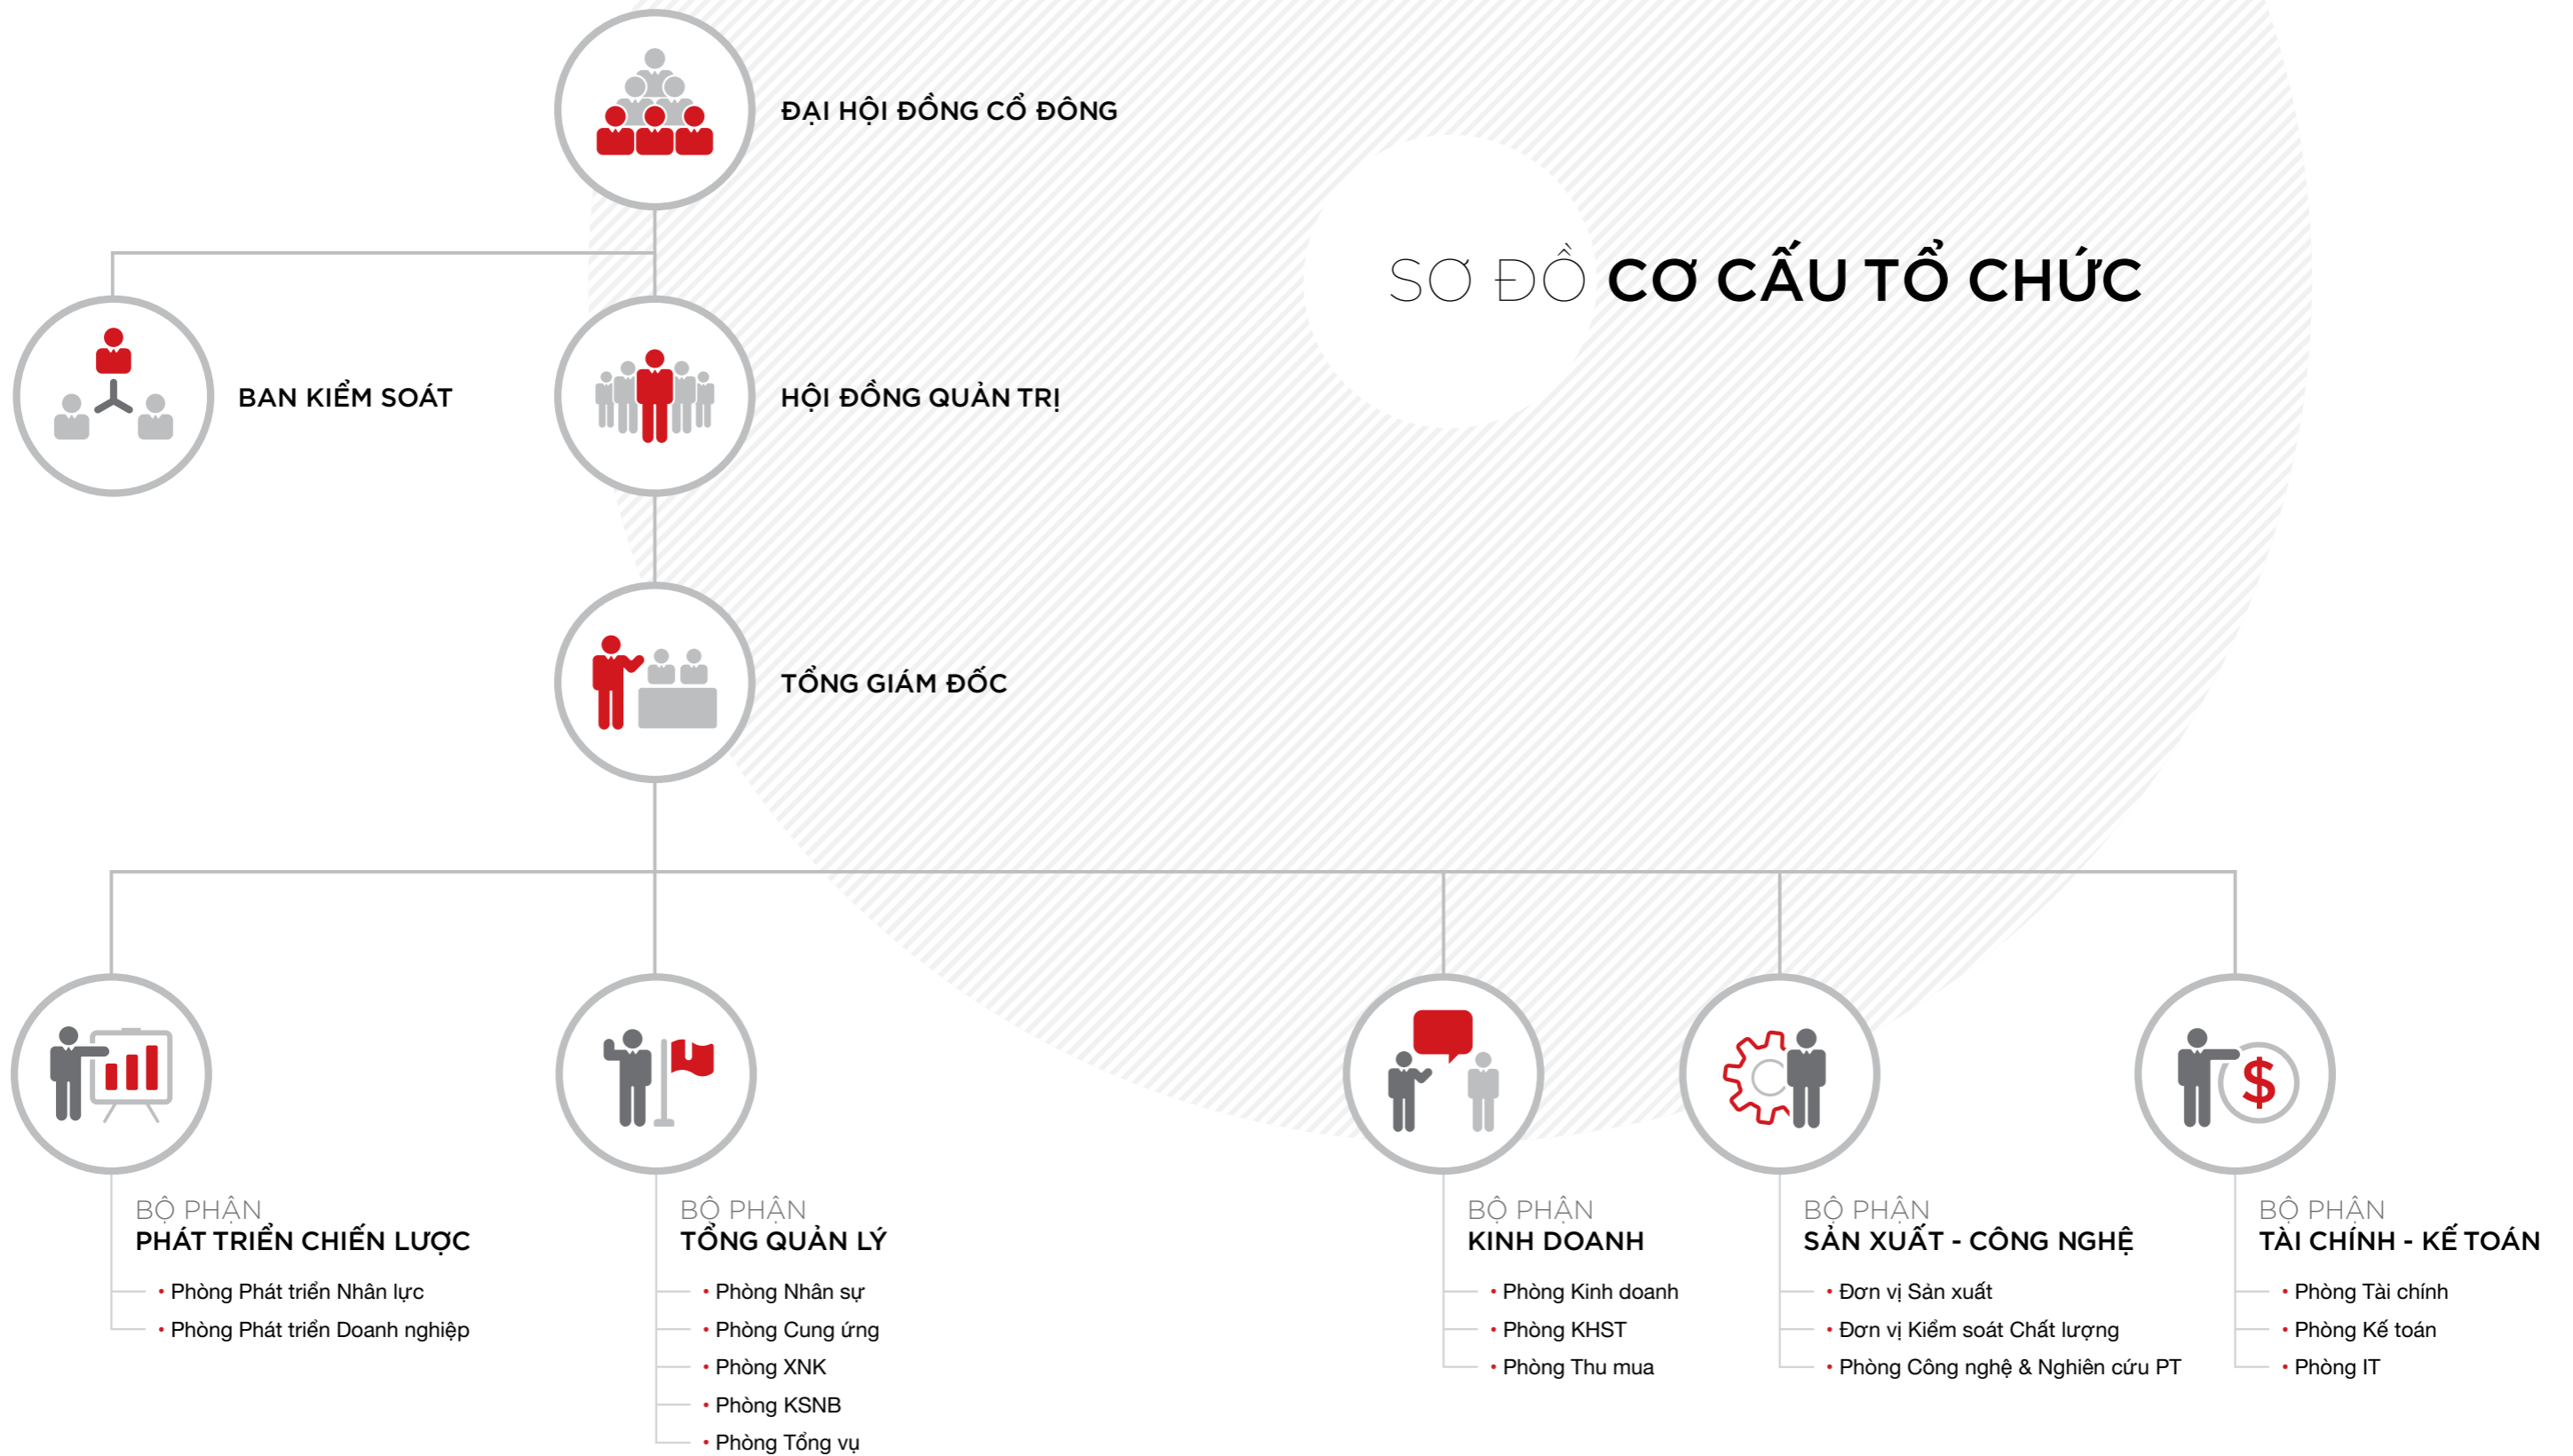 ĐẠI HỘI ĐỒNG CỔ ĐÔNG
SƠ ĐỒ CƠ CẤU TỔ CHỨC
BAN KIỂM SOÁT
HỘI ĐỒNG QUẢN TRỊ
TỔNG GIÁM ĐỐC
BỘ PHẬN
PHÁT TRIỂN CHIẾN LƯỢC
• Phòng Phát triển Nhân lực
• Phòng Phát triển Doanh nghiệp
BỘ PHẬN
TỔNG QUẢN LÝ
• Phòng Nhân sự
• Phòng Cung ứng
• Phòng XNK
• Phòng KSNB
• Phòng Tổng vụ
BỘ PHẬN
KINH DOANH
• Phòng Kinh doanh
• Phòng KHST
• Phòng Thu mua
BỘ PHẬN
SẢN XUẤT - CÔNG NGHỆ
• Đơn vị Sản xuất
• Đơn vị Kiểm soát Chất lượng
• Phòng Công nghệ & Nghiên cứu PT
$
BỘ PHẬN
TÀI CHÍNH - KẾ TOÁN
• Phòng Tài chính
• Phòng Kế toán
• Phòng IT